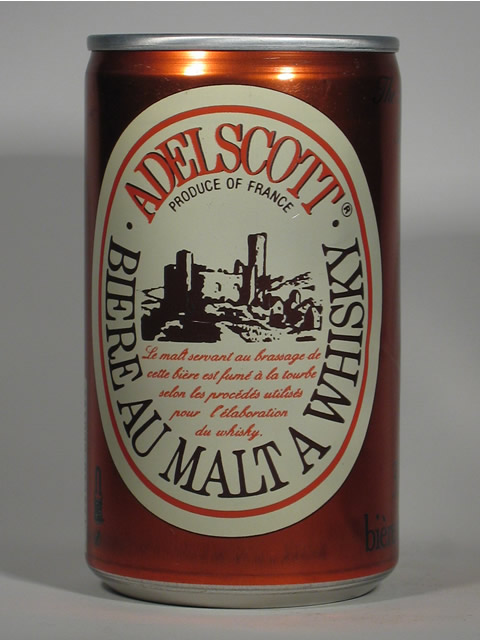 ADELSCOTT®
PRODUCE OF FRANCE
· BIERE AU MALT A WHISKY ·
Le malt servant au brassage de
cette bière est fumé à la tourbe
selon les procédés utilisés
pour l'élaboration
du whisky.